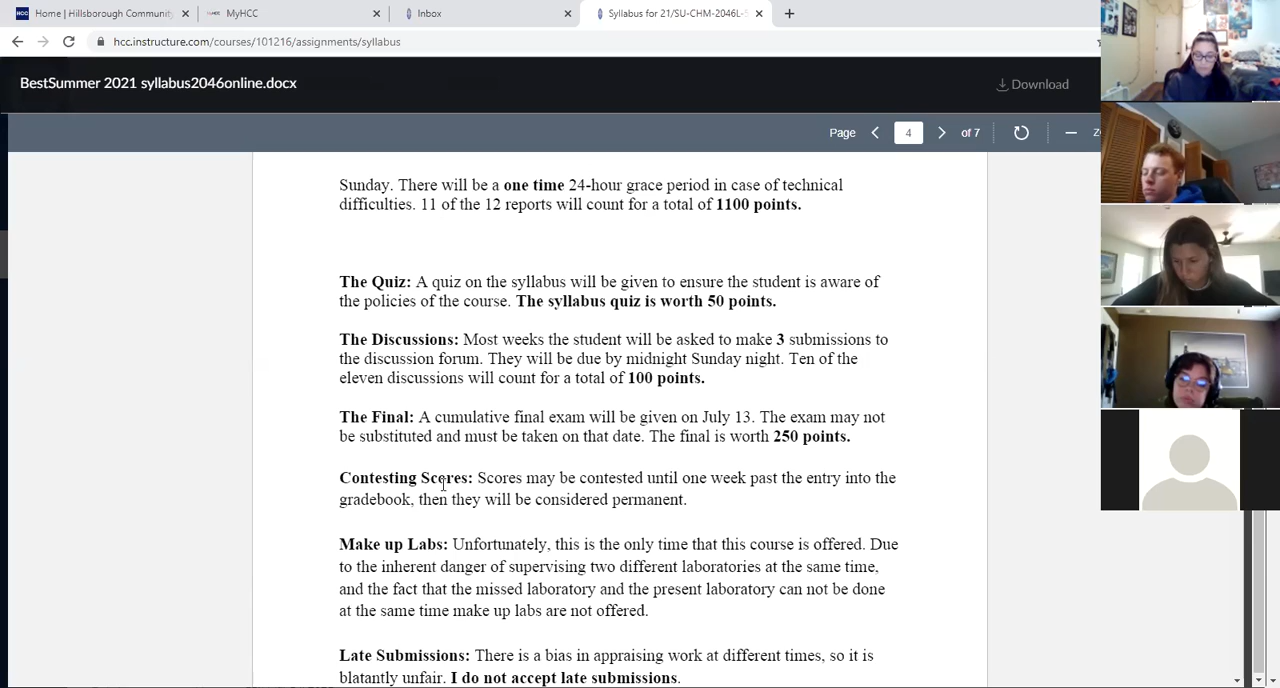 Home | Hillsborough Community
MyHCC
Inbox
Syllabus for 21/SU-CHM-2046L-
hcc.instructure.com/courses/101216/assignments/syllabus
BestSummer 2021 syllabus2046online.docx
Download
Page 4 of 7
Sunday. There will be a one time 24-hour grace period in case of technical
difficulties. 11 of the 12 reports will count for a total of 1100 points.
The Quiz: A quiz on the syllabus will be given to ensure the student is aware of
the policies of the course. The syllabus quiz is worth 50 points.
The Discussions: Most weeks the student will be asked to make 3 submissions to
the discussion forum. They will be due by midnight Sunday night. Ten of the
eleven discussions will count for a total of 100 points.
The Final: A cumulative final exam will be given on July 13. The exam may not
be substituted and must be taken on that date. The final is worth 250 points.
Contesting Scores: Scores may be contested until one week past the entry into the
gradebook, then they will be considered permanent.
Make up Labs: Unfortunately, this is the only time that this course is offered. Due
to the inherent danger of supervising two different laboratories at the same time,
and the fact that the missed laboratory and the present laboratory can not be done
at the same time make up labs are not offered.
Late Submissions: There is a bias in appraising work at different times, so it is
blatantly unfair. I do not accept late submissions.